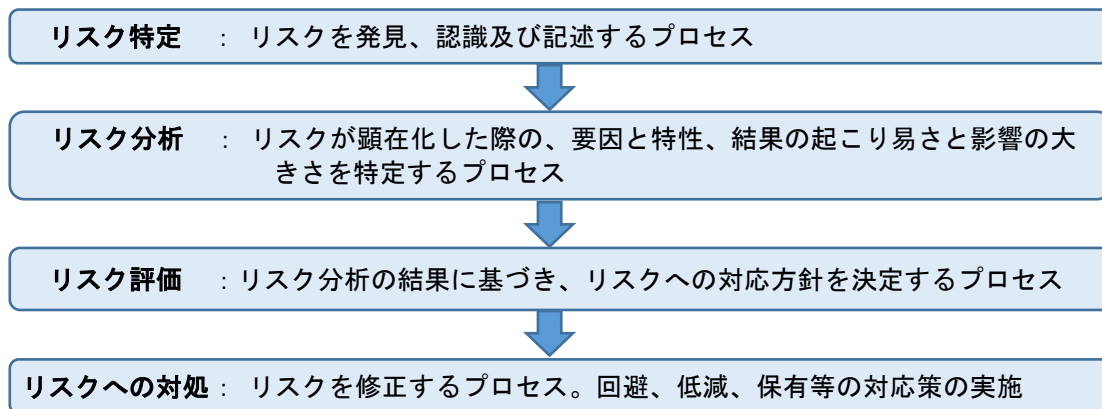 リスク特定 : リスクを発見、認識及び記述するプロセス
リスク分析 : リスクが顕在化した際の、要因と特性、結果の起こり易さと影響の大
きさを特定するプロセス
リスク評価 :リスク分析の結果に基づき、リスクへの対応方針を決定するプロセス
リスクへの対処: リスクを修正するプロセス。回避、低減、保有等の対応策の実施